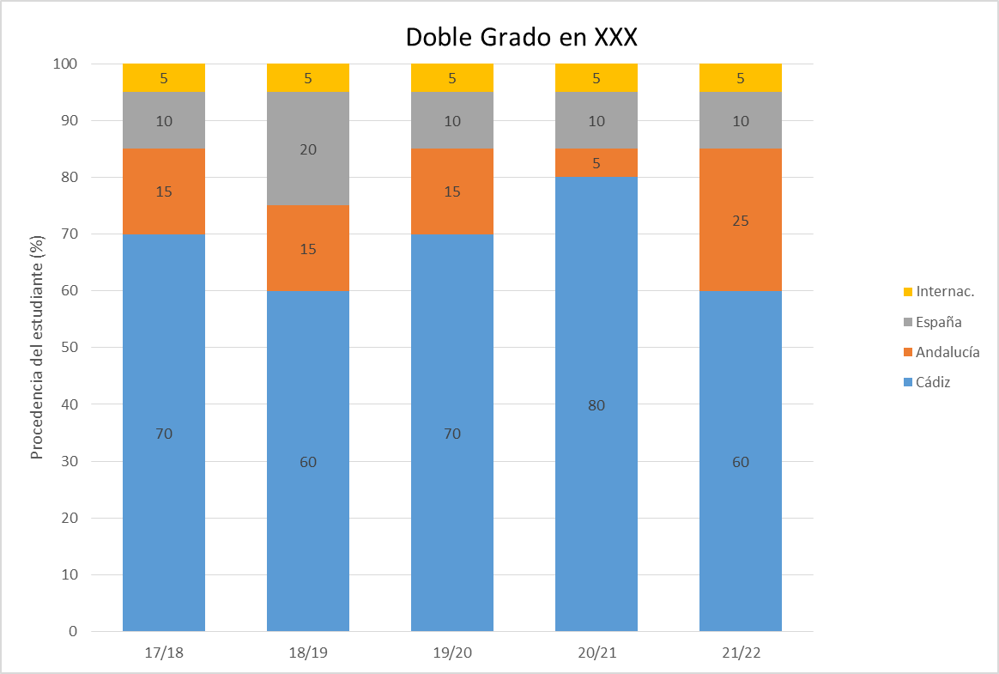 Doble Grado en XXX
Procedencia del estudiante (%)
100
90
80
70
60
50
40
30
20
10
0
5 5 5 5 5
10 20 10 10 10
15 15 15 5 25
70 60 70 80 60
17/18 18/19 19/20 20/21 21/22
Internac.
España
Andalucía
Cádiz